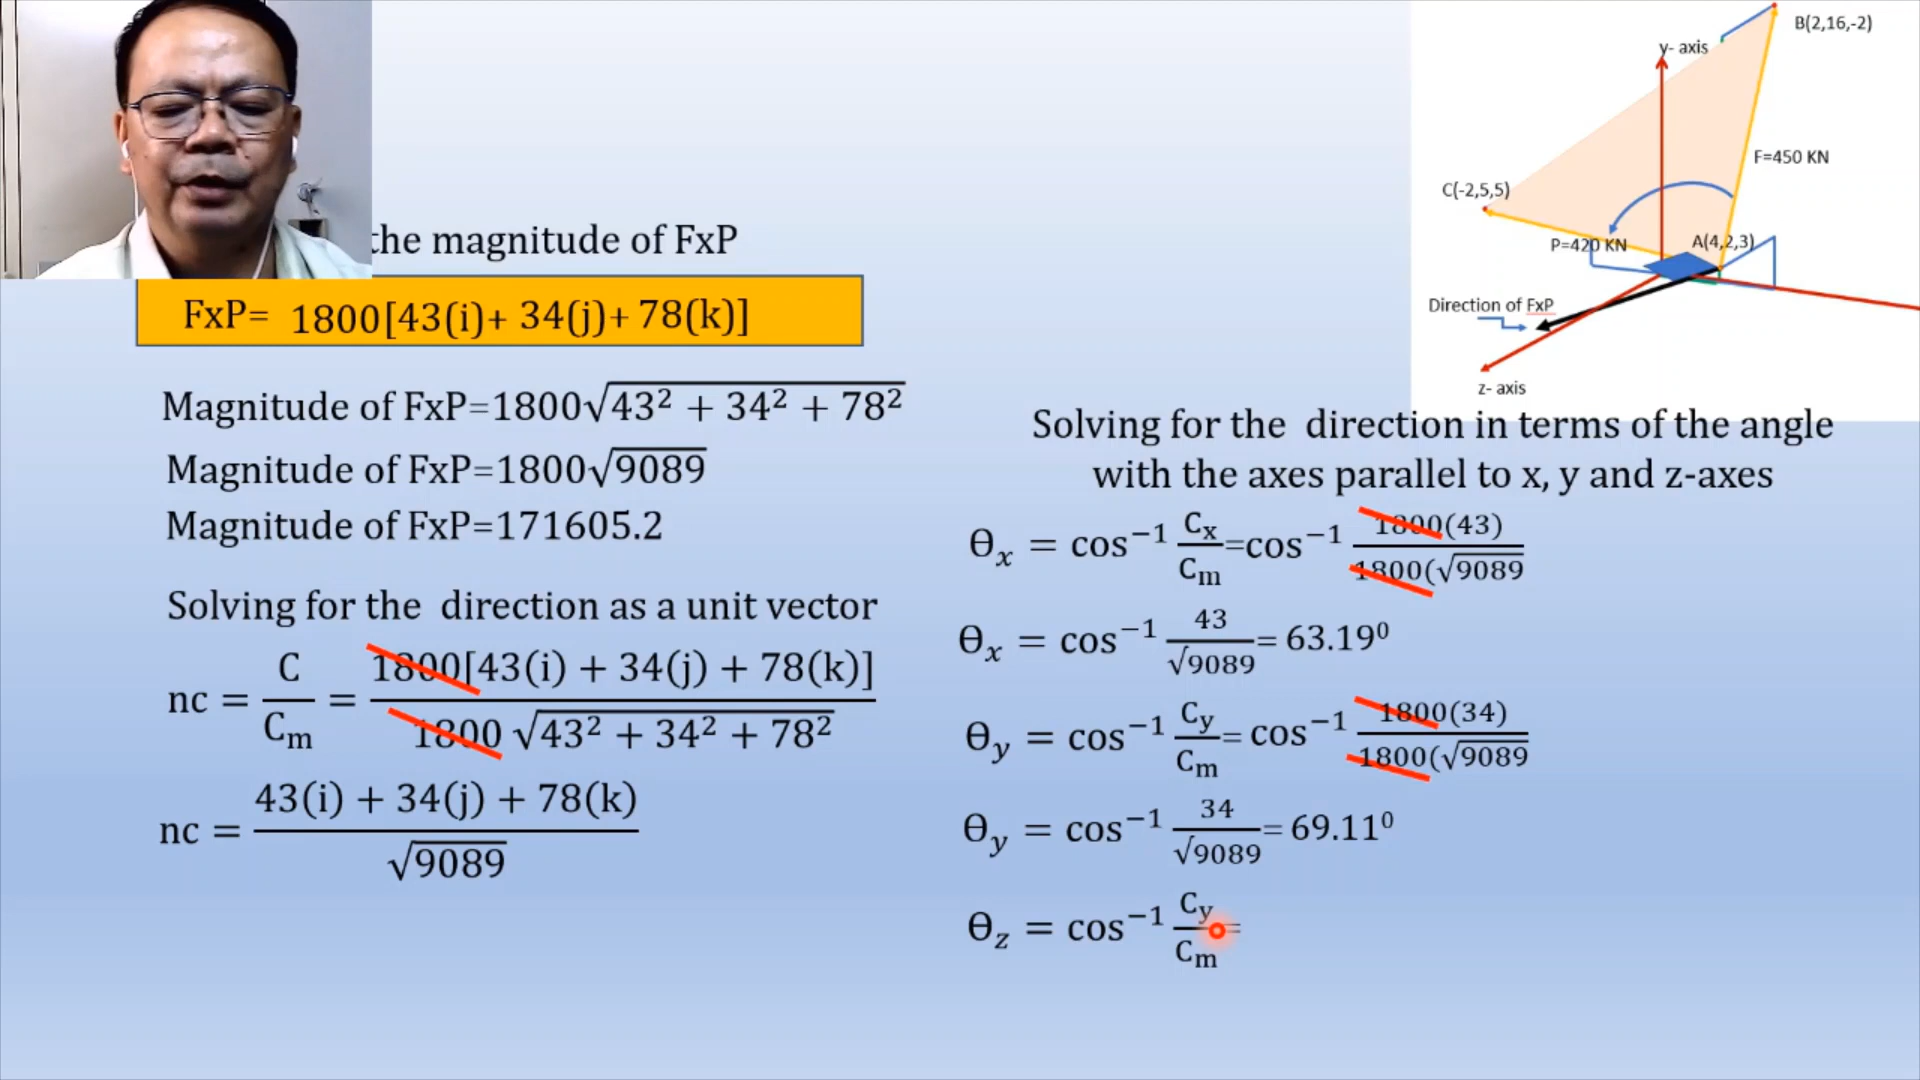 the magnitude of FxP
FxP= 1800[43(i)+ 34(j)+ 78(k)]
Magnitude of FxP=1800√43² + 34² + 78²
Magnitude of FxP=1800√9089
Magnitude of FxP=171605.2
Solving for the direction as a unit vector
nc = C/Cm = 1800[43(i) + 34(j) + 78(k)]/1800 √43² + 34² + 78²
nc = 43(i) + 34(j) + 78(k)/√9089
B(2,16,-2)
y- axis
F=450 KN
C(-2,5,5)
P=420 KN
A(4,2,3)
Direction of FxP
z- axis
Solving for the direction in terms of the angle
with the axes parallel to x, y and z-axes
Ɵx = cos⁻¹ Cx/Cm =cos⁻¹ 1800(43)/1800(√9089
Ɵx = cos⁻¹ 43/√9089 = 63.19⁰
Ɵy = cos⁻¹ Cy/Cm = cos⁻¹ 1800(34)/1800(√9089
Ɵy = cos⁻¹ 34/√9089 = 69.11⁰
Ɵz = cos⁻¹ Cy/Cm =